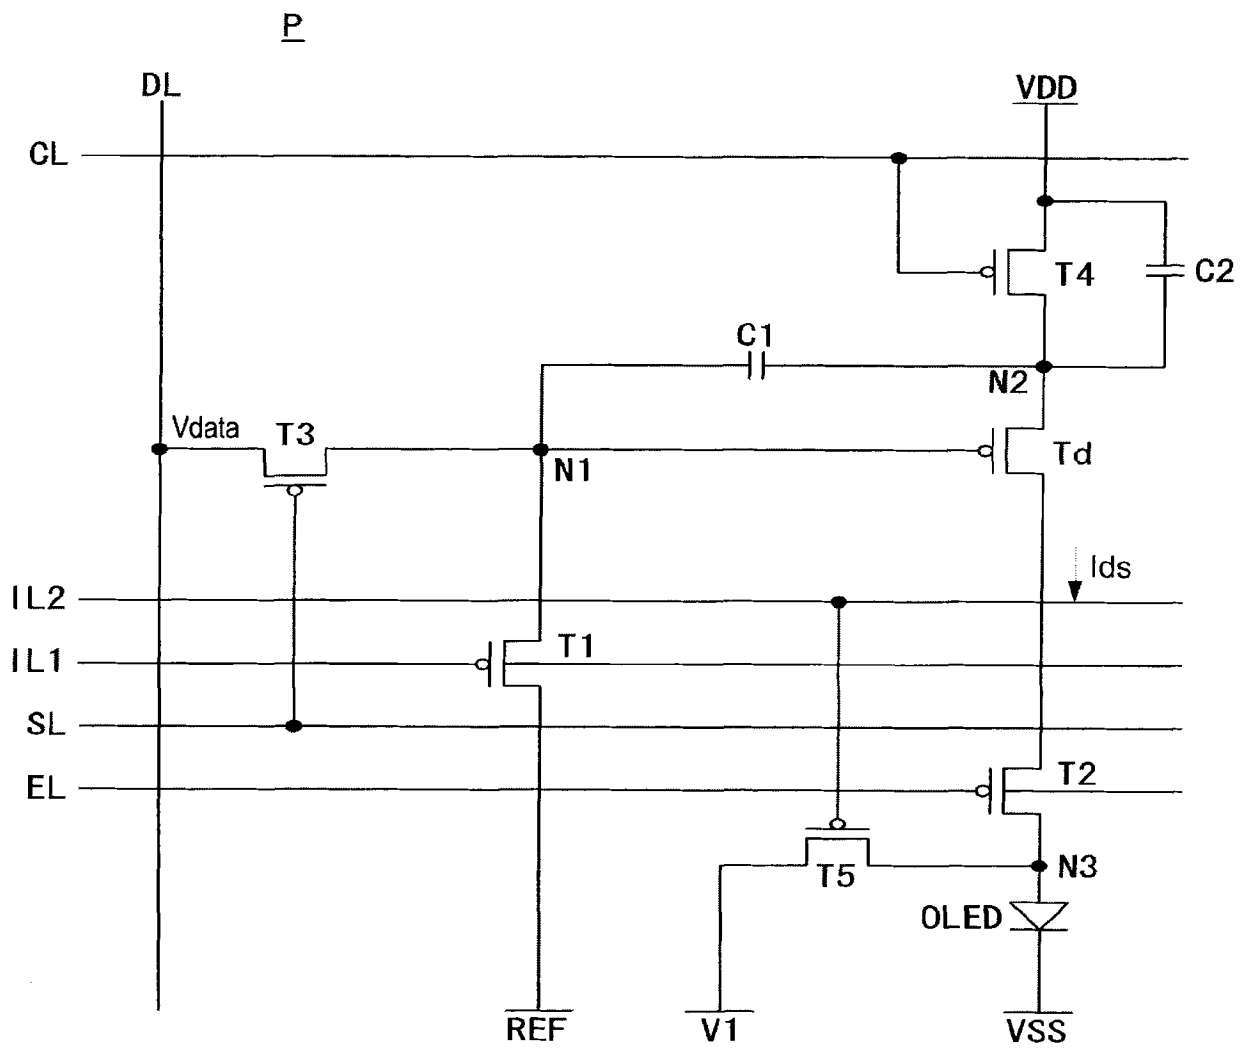 P
DL
VDD
CL
T4
C2
C1
N2
Vdata
T3
N1
Td
Ids
IL2
T1
IL1
SL
T2
EL
T5
N3
OLED
REF
V1
VSS